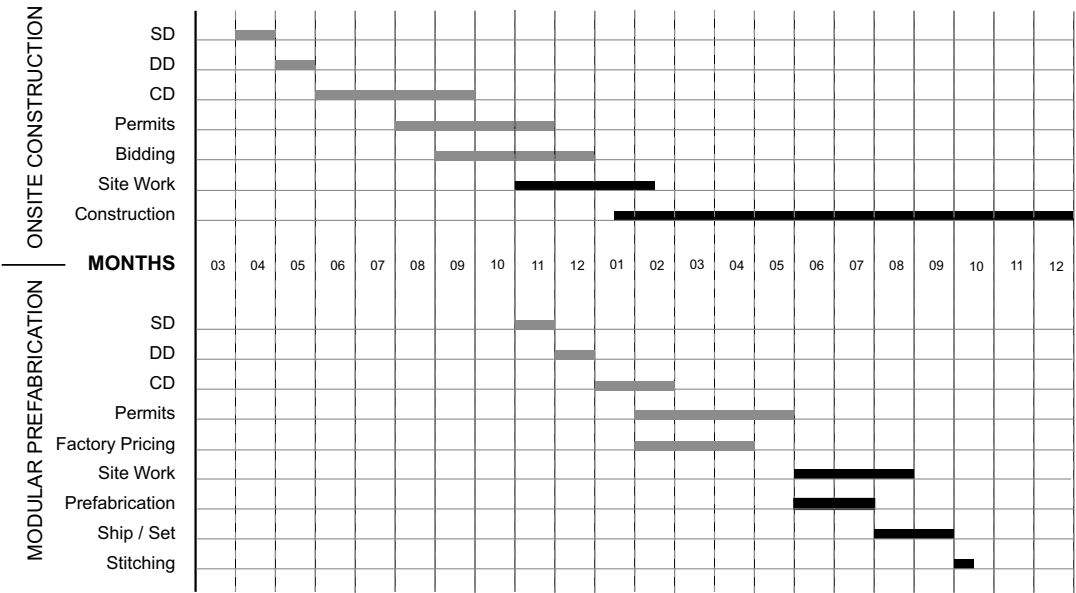 ONSITE CONSTRUCTION
SD
DD
CD
Permits
Bidding
Site Work
Construction
MONTHS 03 04 05 06 07 08 09 10 11 12 01 02 03 04 05 06 07 08 09 10 11 12
MODULAR PREFABRICATION
SD
DD
CD
Permits
Factory Pricing
Site Work
Prefabrication
Ship / Set
Stitching